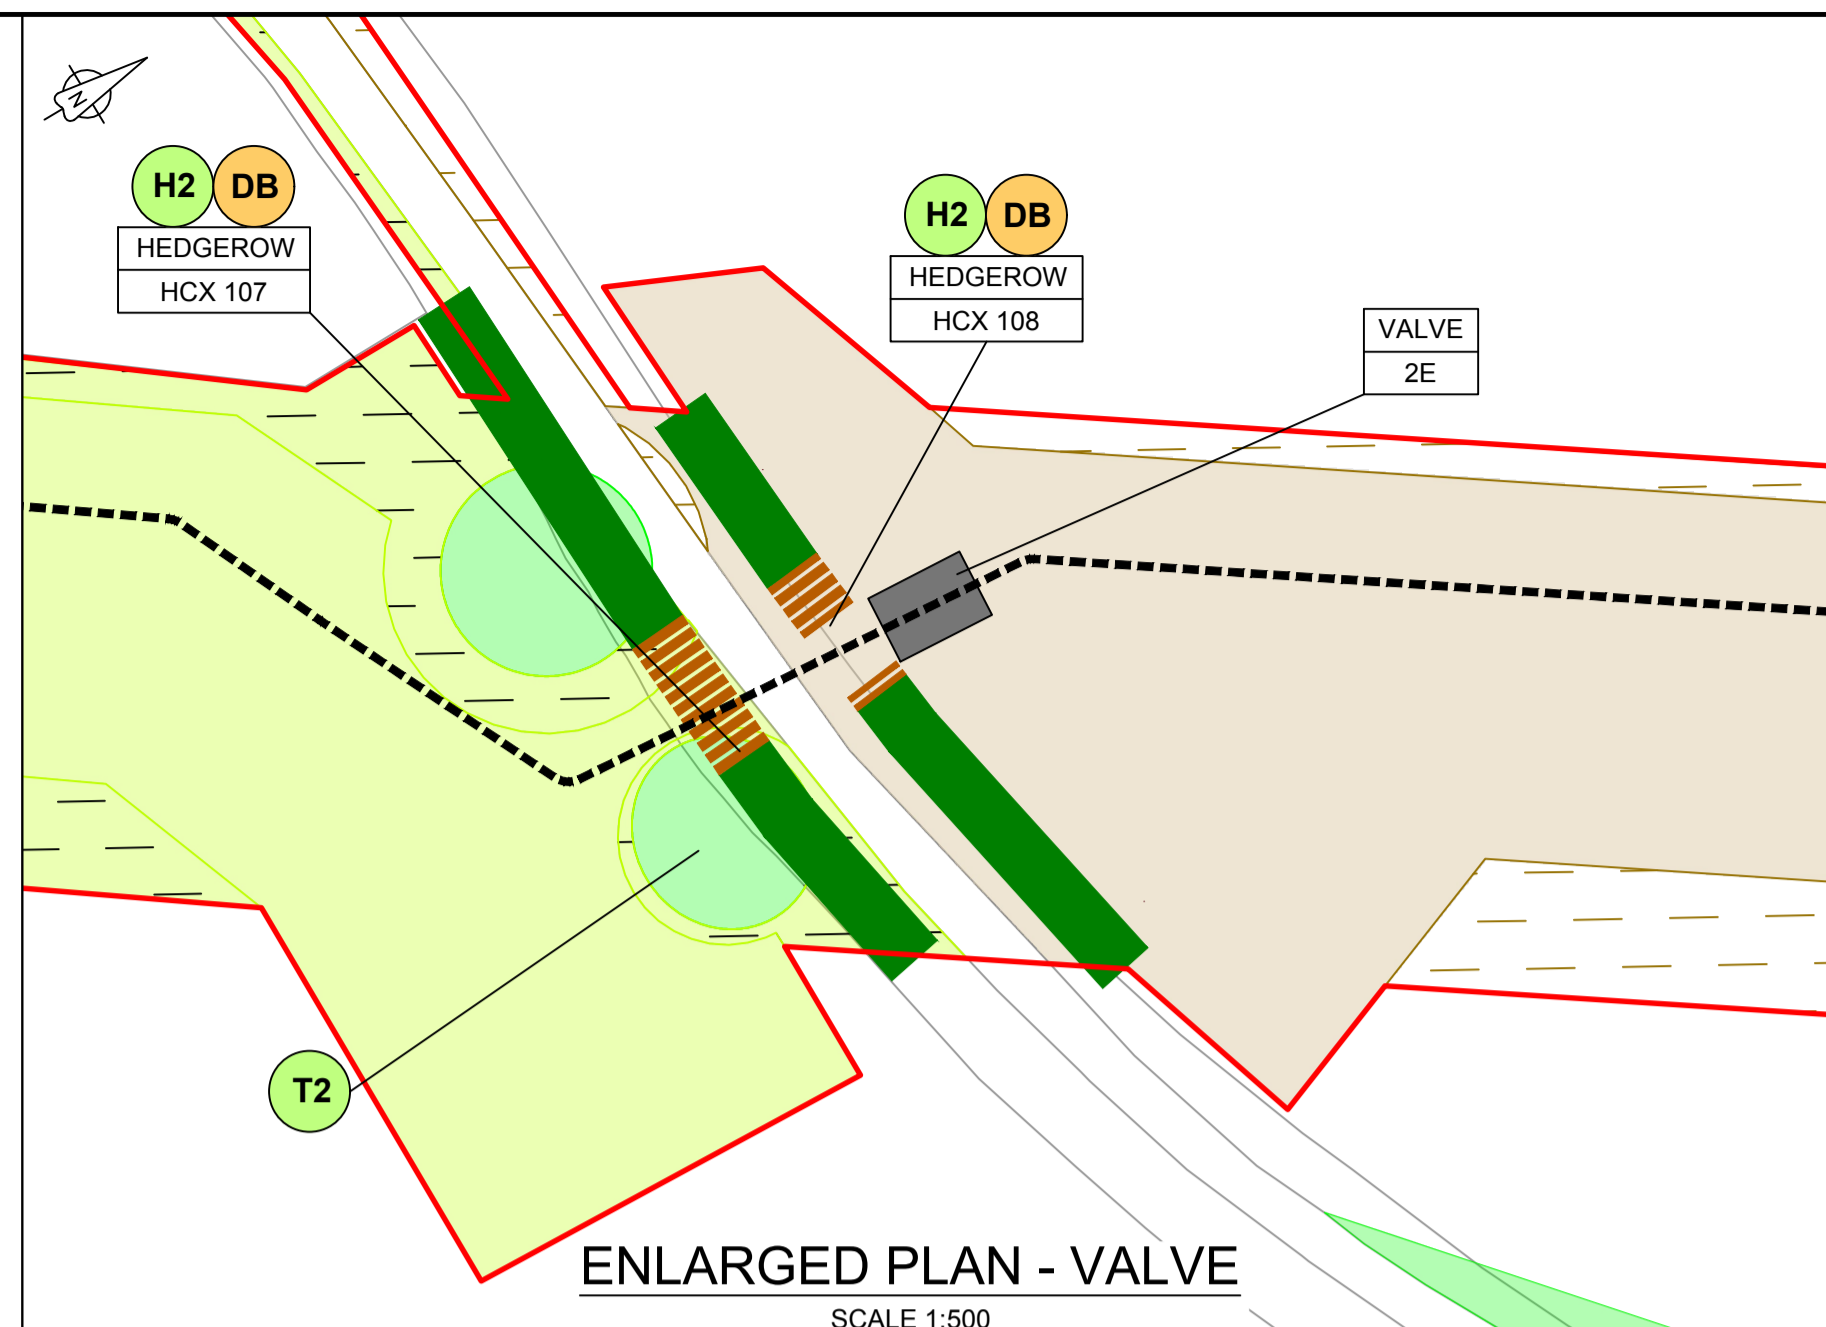 N
H2 DB
HEDGEROW
HCX 107
H2 DB
HEDGEROW
HCX 108
VALVE
2E
T2
ENLARGED PLAN - VALVE
SCALE 1:500